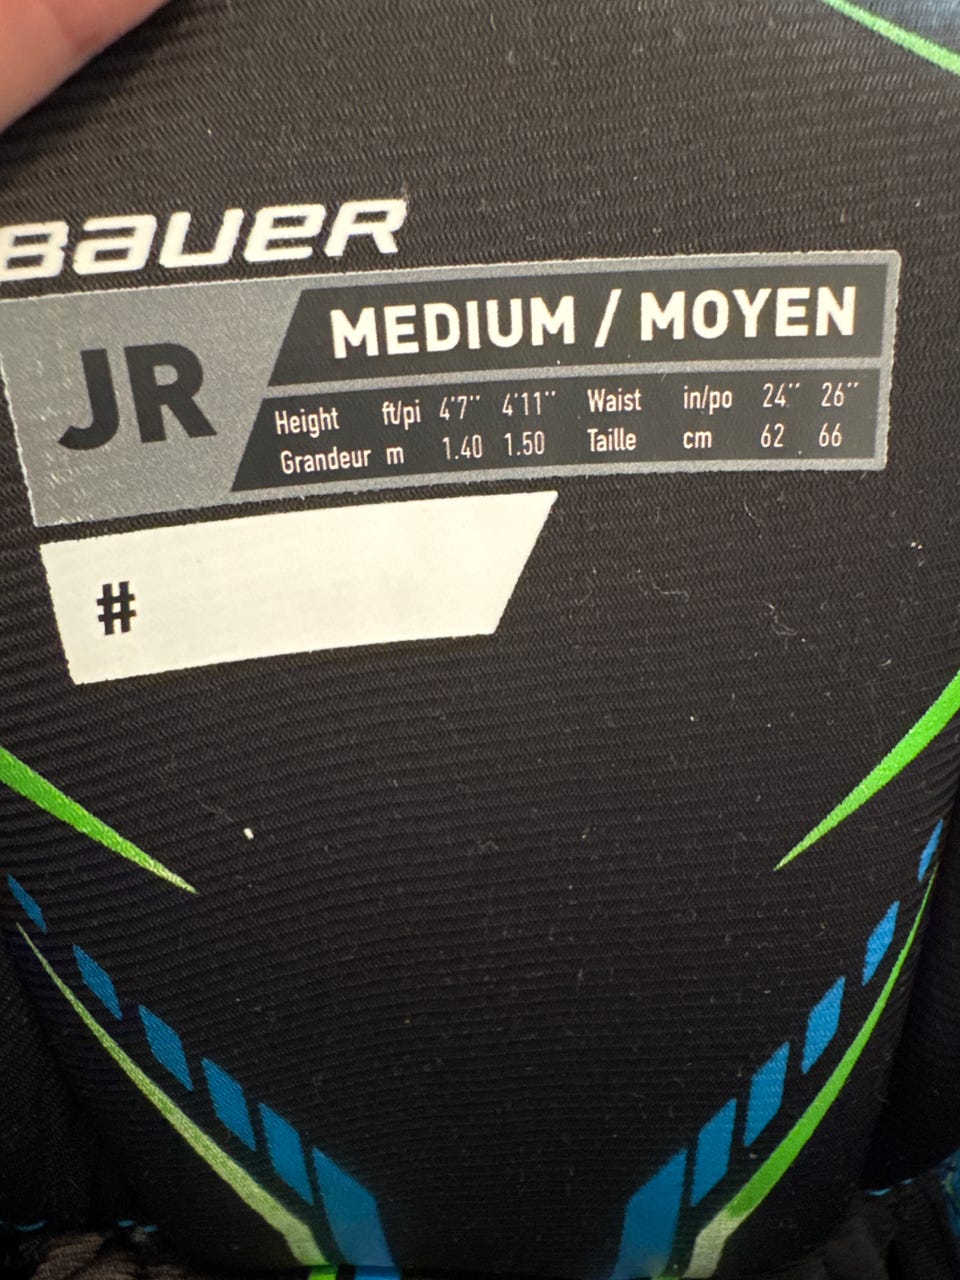 BAUER
JR
MEDIUM / MOYEN
Height ft/pi 4'7" 4'11" Waist in/po 24" 26"
Grandeur m 1.40 1.50 Taille cm 62 66
#